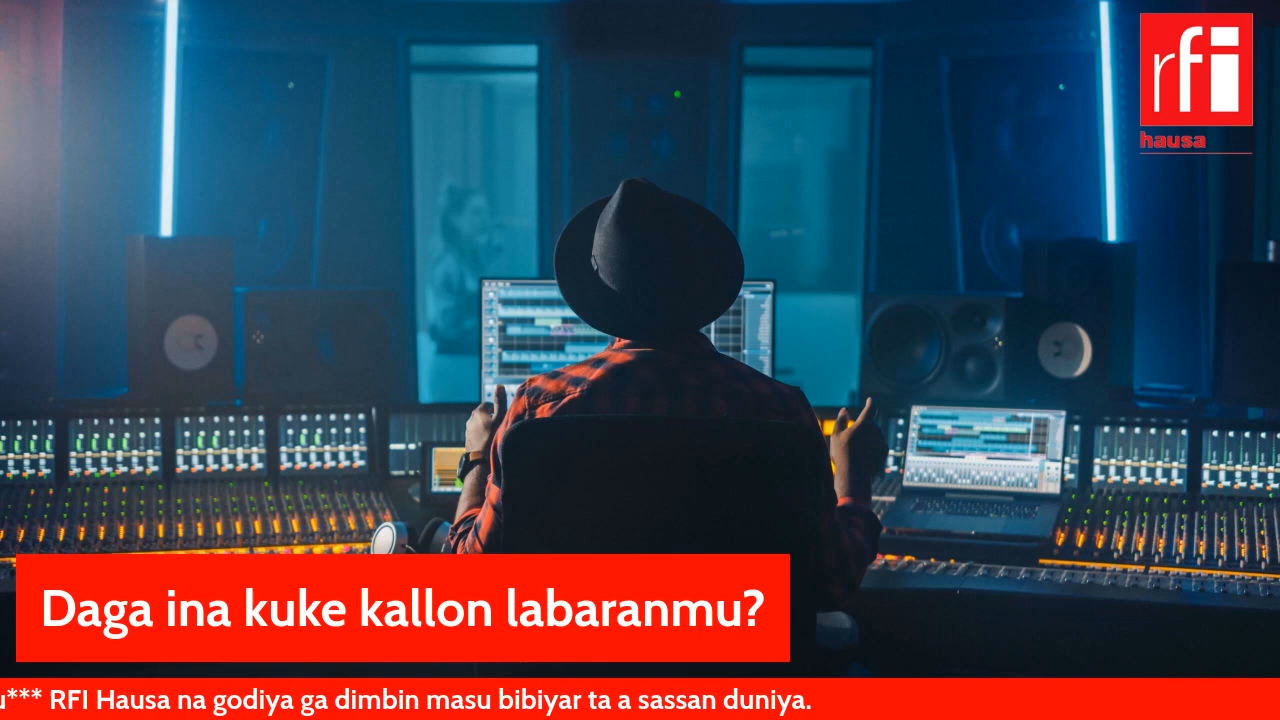 rfi
hausa
Daga ina kuke kallon labaranmu?
u*** RFI Hausa na godiya ga dimbin masu bibiyar ta a sassan duniya.